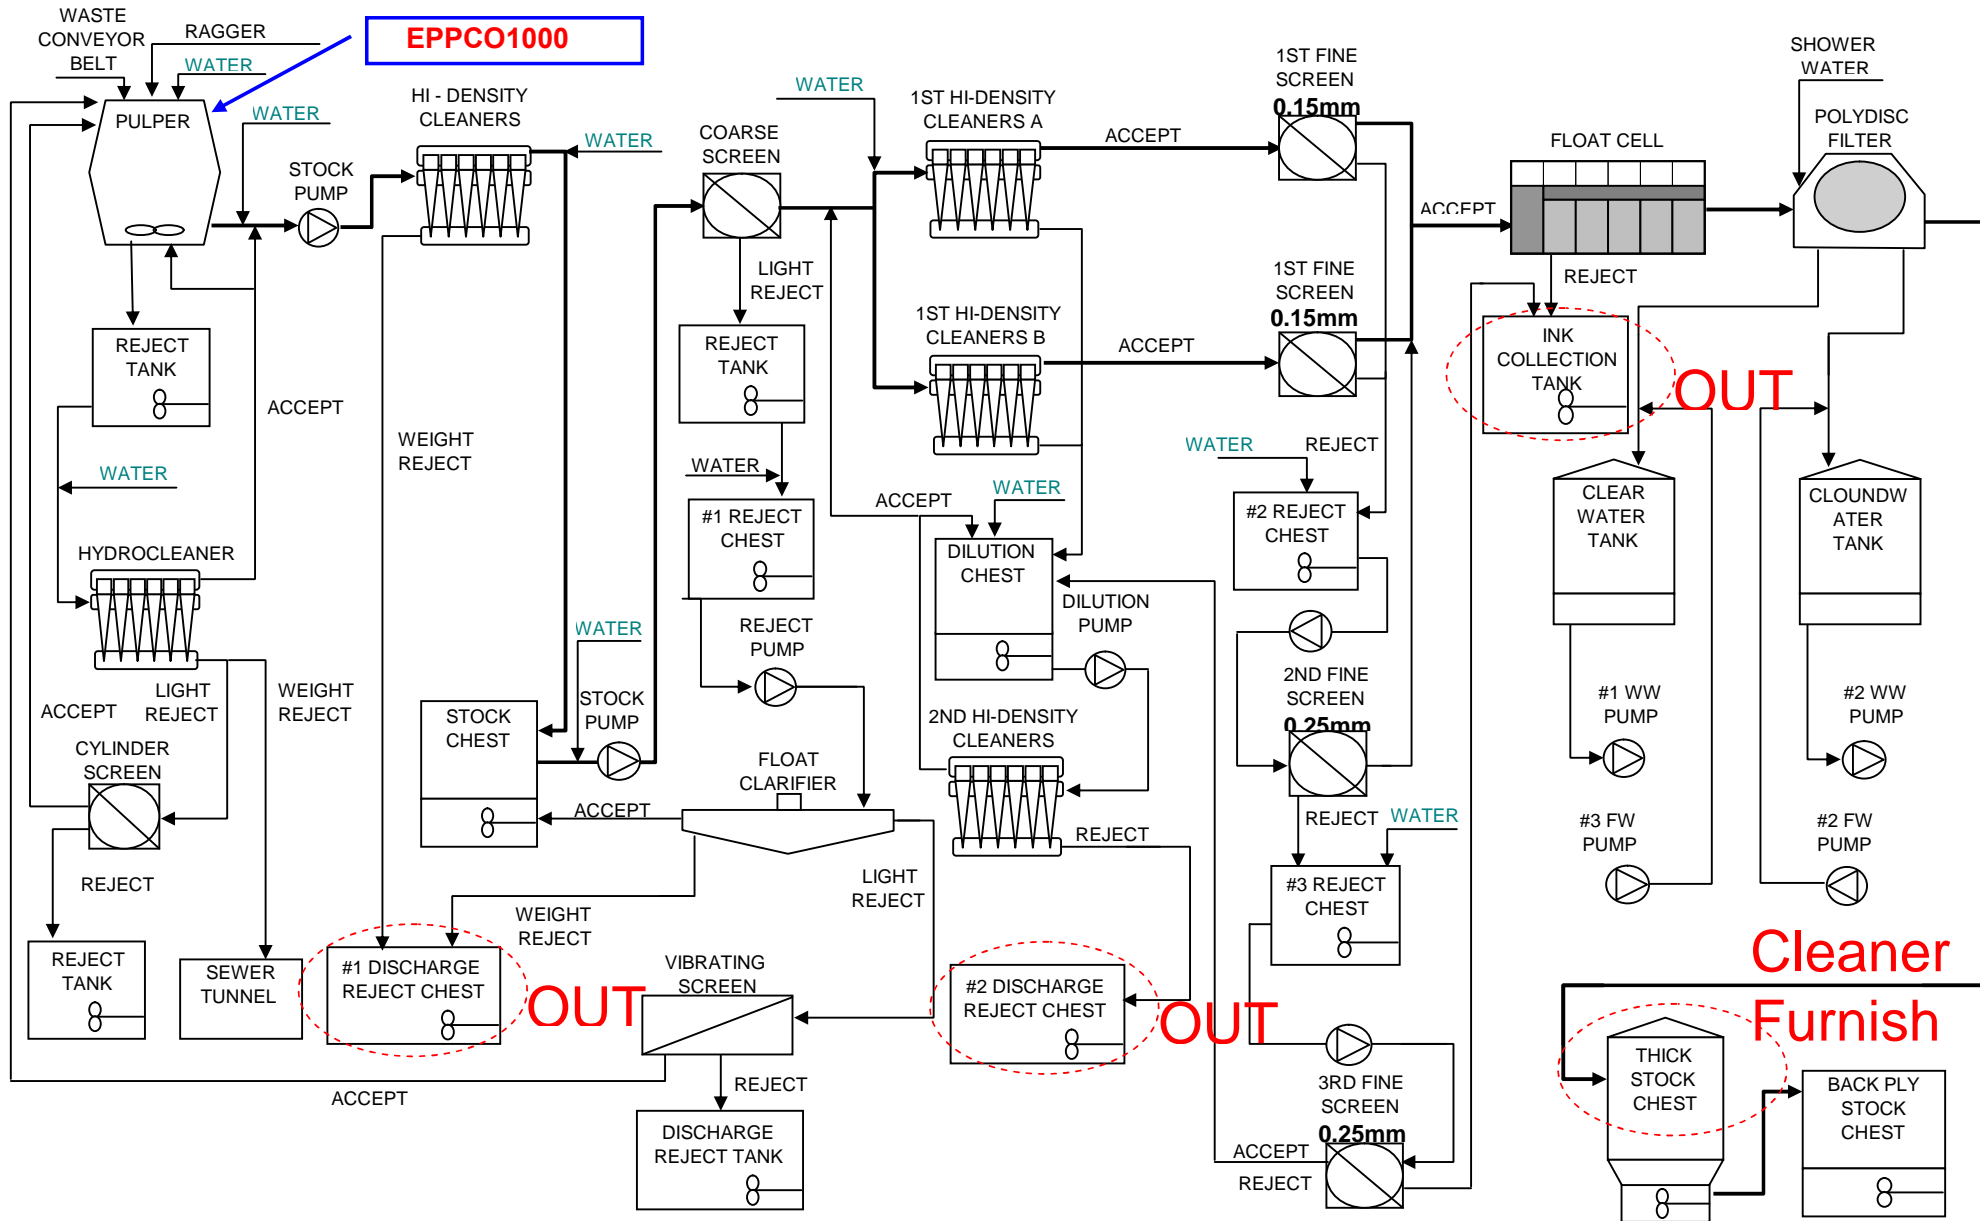 WASTE
CONVEYOR
BELT
RAGGER
WATER
EPPCO1000
PULPER
WATER
STOCK
PUMP
HI - DENSITY
CLEANERS
WATER
COARSE
SCREEN
WATER
1ST HI-DENSITY
CLEANERS A
ACCEPT
1ST FINE
SCREEN
0.15mm
ACCEPT
FLOAT CELL
SHOWER
WATER
POLYDISC
FILTER
REJECT
TANK
ACCEPT
WATER
HYDROCLEANER
LIGHT
REJECT
WEIGHT
REJECT
ACCEPT
CYLINDER
SCREEN
REJECT
REJECT
TANK
SEWER
TUNNEL
WEIGHT
REJECT
LIGHT
REJECT
REJECT
TANK
WATER
#1 REJECT
CHEST
REJECT
PUMP
WATER
STOCK
PUMP
STOCK
CHEST
ACCEPT
FLOAT
CLARIFIER
WEIGHT
REJECT
LIGHT
REJECT
#1 DISCHARGE
REJECT CHEST
OUT
VIBRATING
SCREEN
ACCEPT
REJECT
DISCHARGE
REJECT TANK
1ST HI-DENSITY
CLEANERS B
ACCEPT
1ST FINE
SCREEN
0.15mm
ACCEPT
WATER
DILUTION
CHEST
DILUTION
PUMP
2ND HI-DENSITY
CLEANERS
REJECT
#2 DISCHARGE
REJECT CHEST
OUT
REJECT
WATER
#2 REJECT
CHEST
2ND FINE
SCREEN
0.25mm
REJECT
WATER
#3 REJECT
CHEST
3RD FINE
SCREEN
0.25mm
ACCEPT
REJECT
REJECT
INK
COLLECTION
TANK
OUT
CLEAR
WATER
TANK
CLOUNDW
ATER
TANK
#1 WW
PUMP
#2 WW
PUMP
#3 FW
PUMP
#2 FW
PUMP
Cleaner
Furnish
THICK
STOCK
CHEST
BACK PLY
STOCK
CHEST